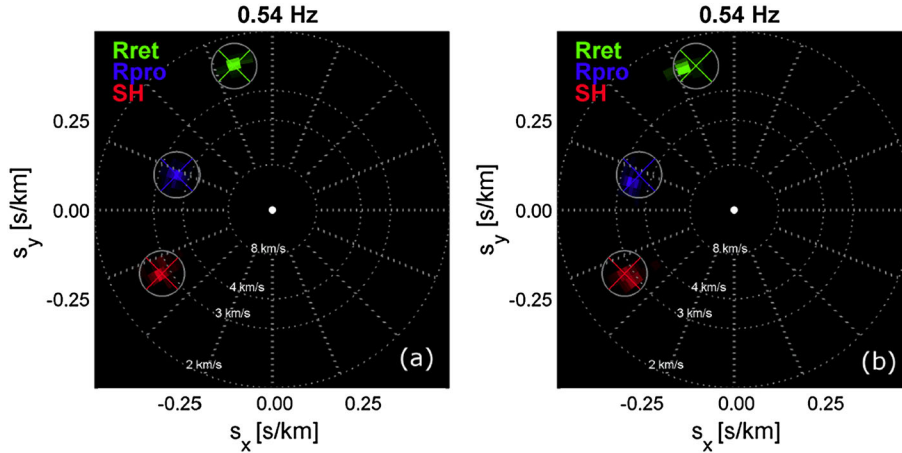 0.54 Hz
Rret
Rpro
SH
0.25
0.00
-0.25
s_y [s/km]
8 km/s
4 km/s
3 km/s
2 km/s
(a)
-0.25 0.00 0.25
s_x [s/km]
0.54 Hz
Rret
Rpro
SH
0.25
0.00
-0.25
s_y [s/km]
8 km/s
4 km/s
3 km/s
2 km/s
(b)
-0.25 0.00 0.25
s_x [s/km]